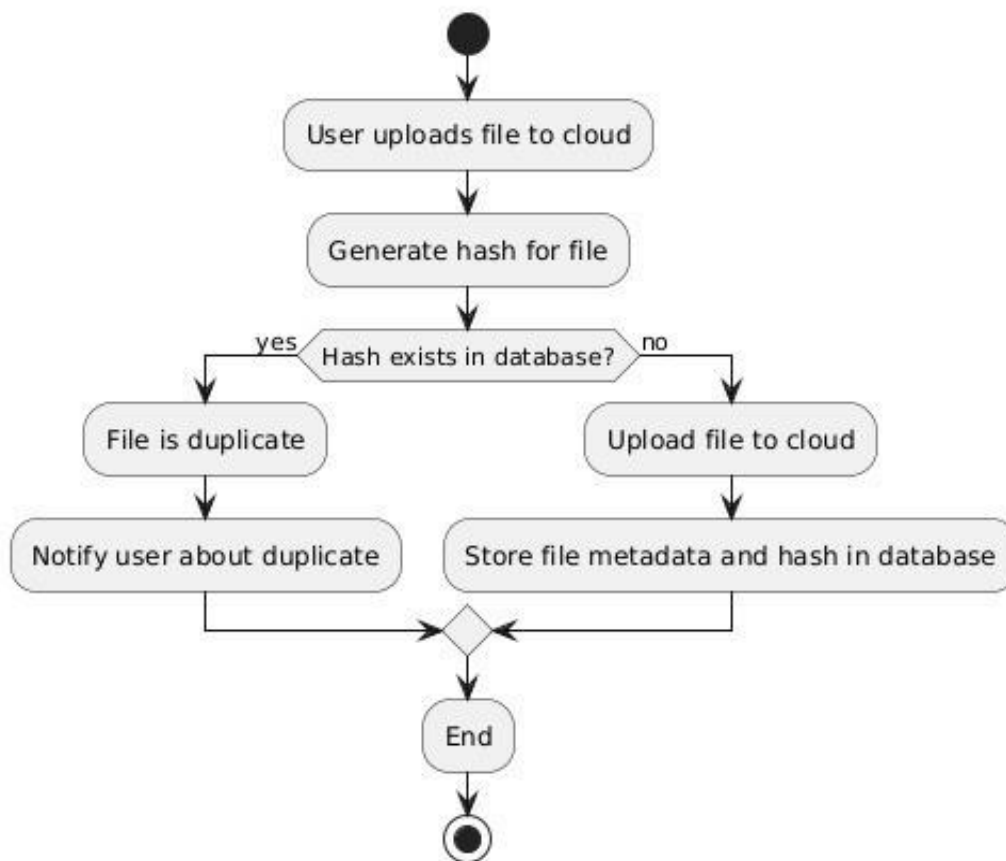 User uploads file to cloud
Generate hash for file
yes
Hash exists in database?
no
File is duplicate
Upload file to cloud
Notify user about duplicate
Store file metadata and hash in database
End